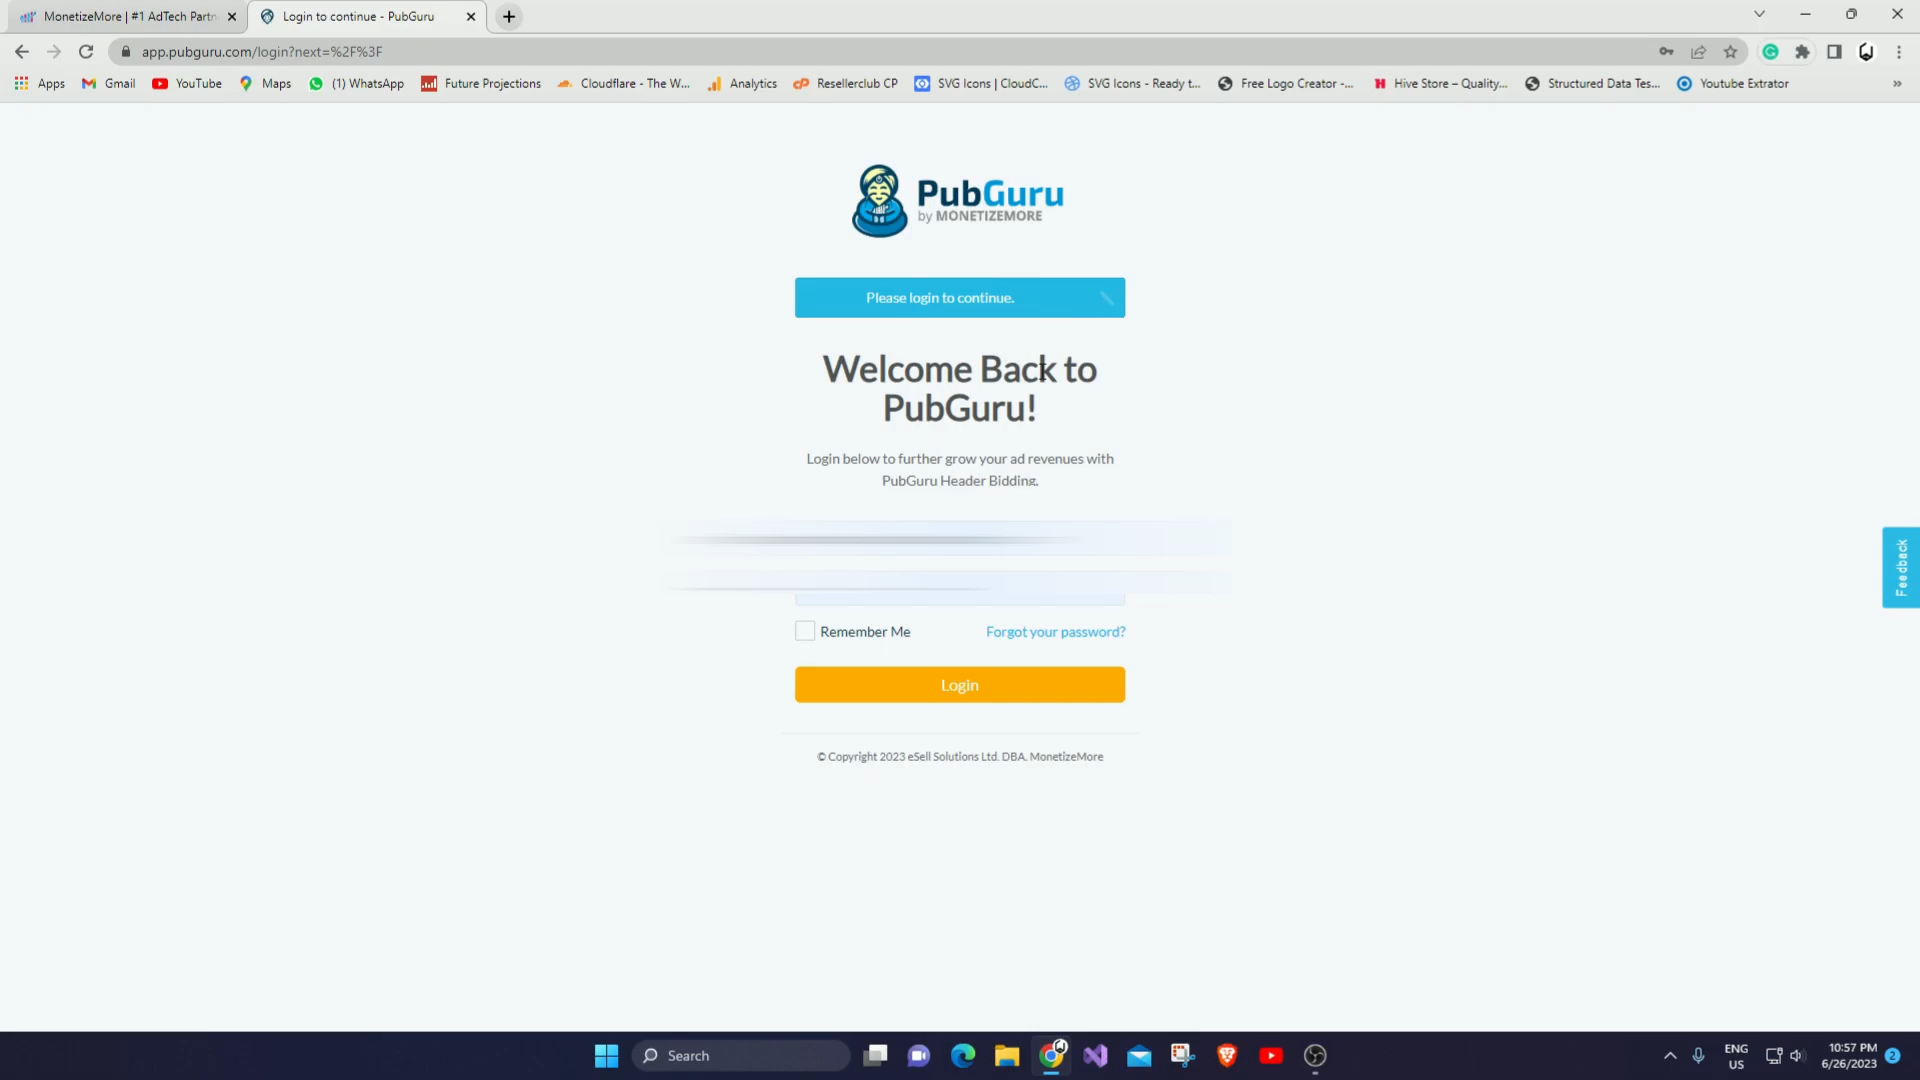 MonetizeMore | #1 AdTech Partn
Login to continue - PubGuru
app.pubguru.com/login?next=%2F%3F
Apps
Gmail
YouTube
Maps
(1) WhatsApp
Future Projections
Cloudflare - The W...
Analytics
Resellerclub CP
SVG Icons | CloudC...
SVG Icons - Ready t...
Free Logo Creator -...
Hive Store – Quality...
Structured Data Tes...
Youtube Extrator
PubGuru
by MONETIZEMORE
Please login to continue.
Welcome Back to
PubGuru!
Login below to further grow your ad revenues with
PubGuru Header Bidding.
Feedback
Remember Me
Forgot your password?
Login
© Copyright 2023 eSell Solutions Ltd. DBA. MonetizeMore
Search
ENG
US
10:57 PM
6/26/2023
2